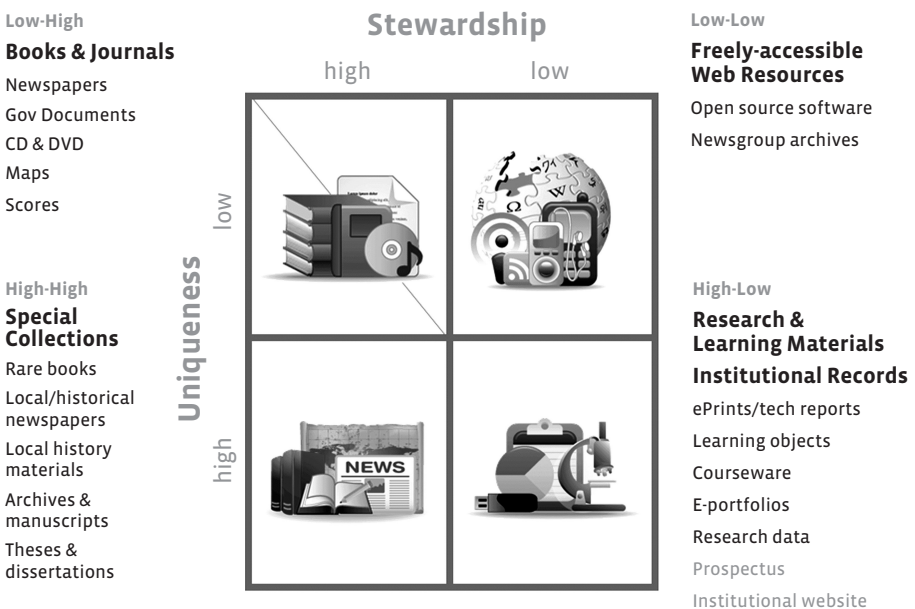 Low-High
Books & Journals
Newspapers
Gov Documents
CD & DVD
Maps
Scores
High-High
Special
Collections
Rare books
Local/historical
newspapers
Local history
materials
Archives &
manuscripts
Theses &
dissertations
Stewardship
high
low
Uniqueness
low
high
NEWS
W
Ω
Low-Low
Freely-accessible
Web Resources
Open source software
Newsgroup archives
High-Low
Research &
Learning Materials
Institutional Records
ePrints/tech reports
Learning objects
Courseware
E-portfolios
Research data
Prospectus
Institutional website